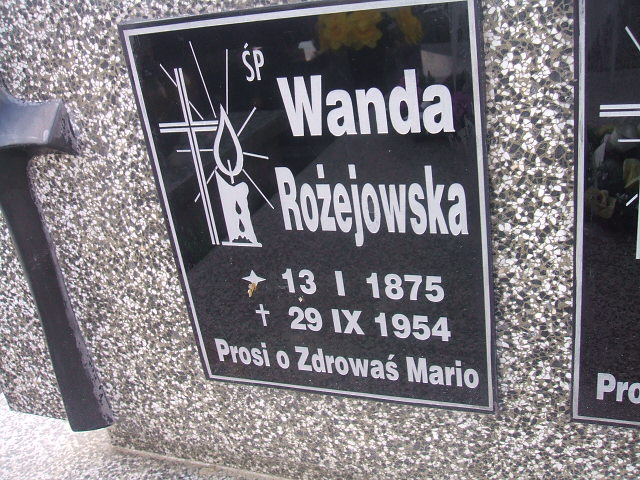 ŚP
Wanda
Rożejowska
13 I 1875
† 29 IX 1954
Prosi o Zdrowaś Mario
Pro